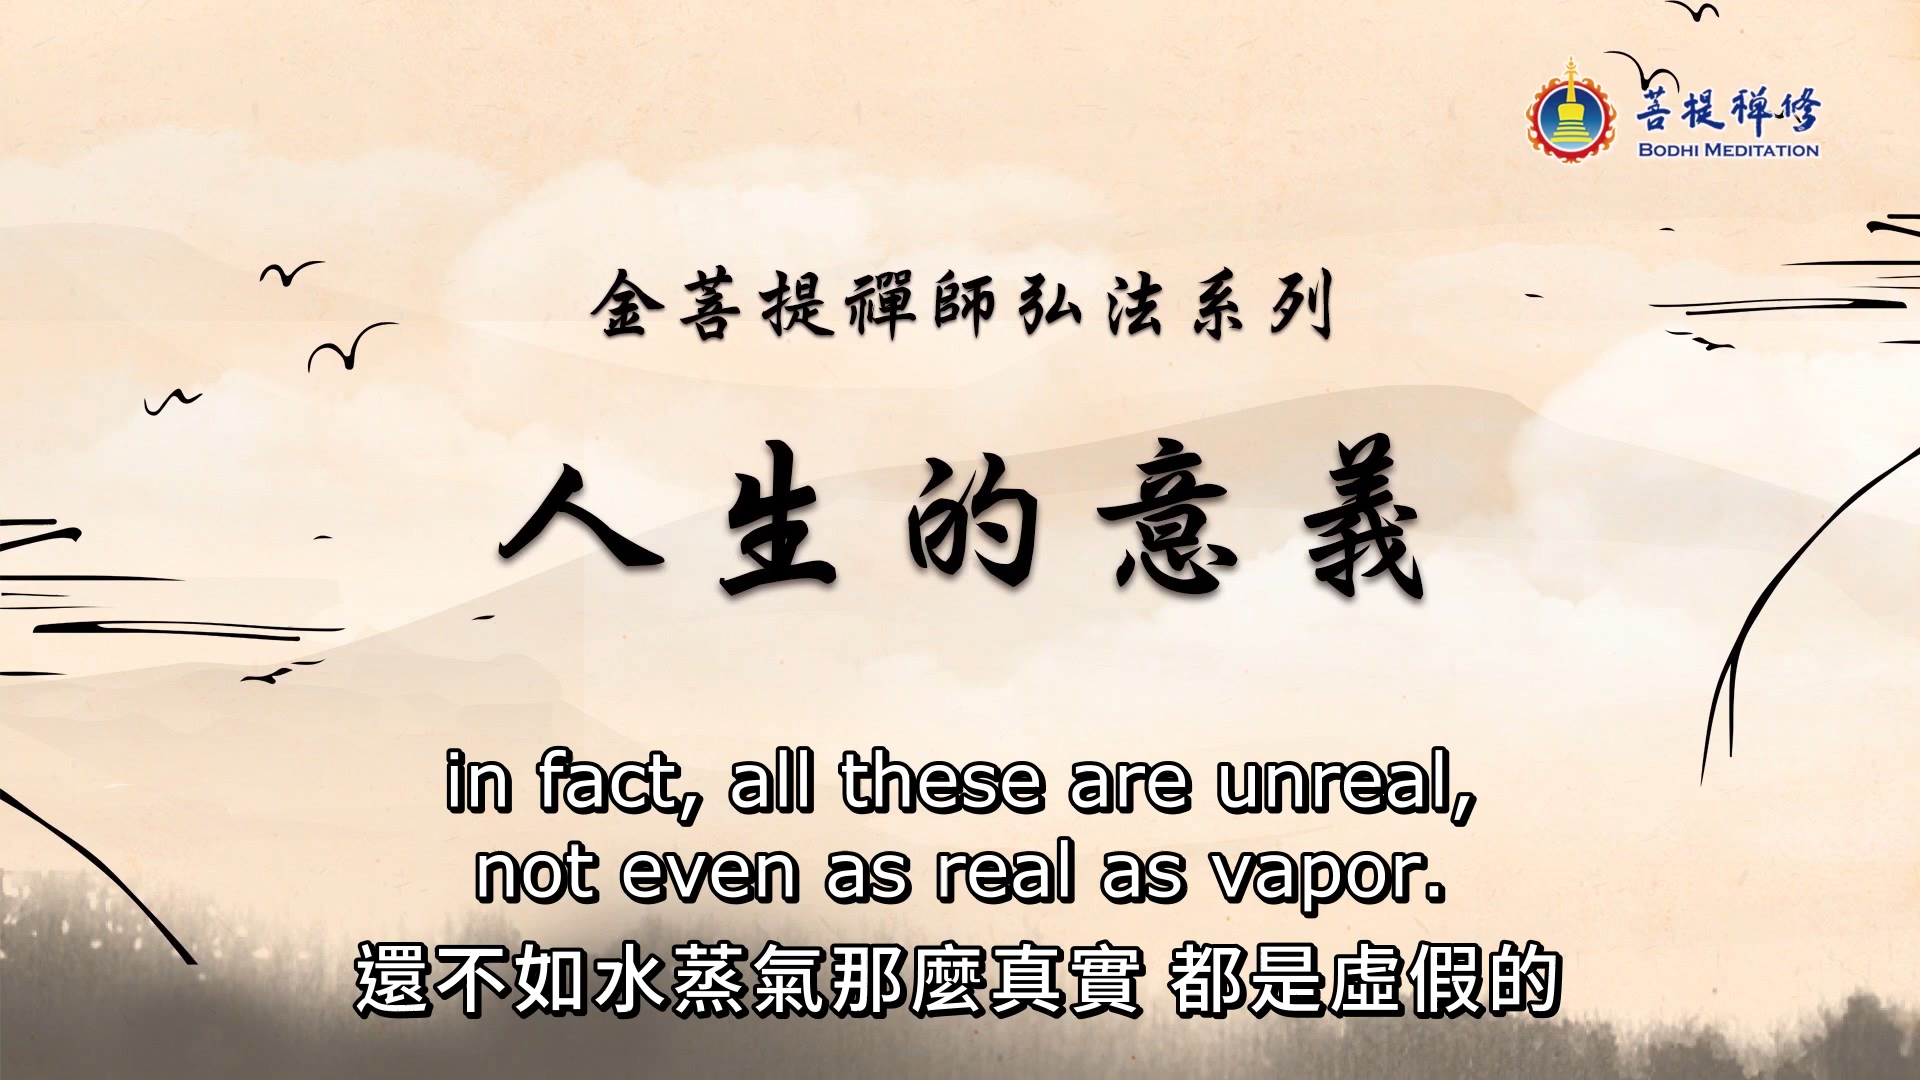 菩提禪修
BODHI MEDITATION
金菩提禪師弘法系列
人生的意義
in fact, all these are unreal,
not even as real as vapor.
還不如水蒸氣那麼真實 都是虛假的